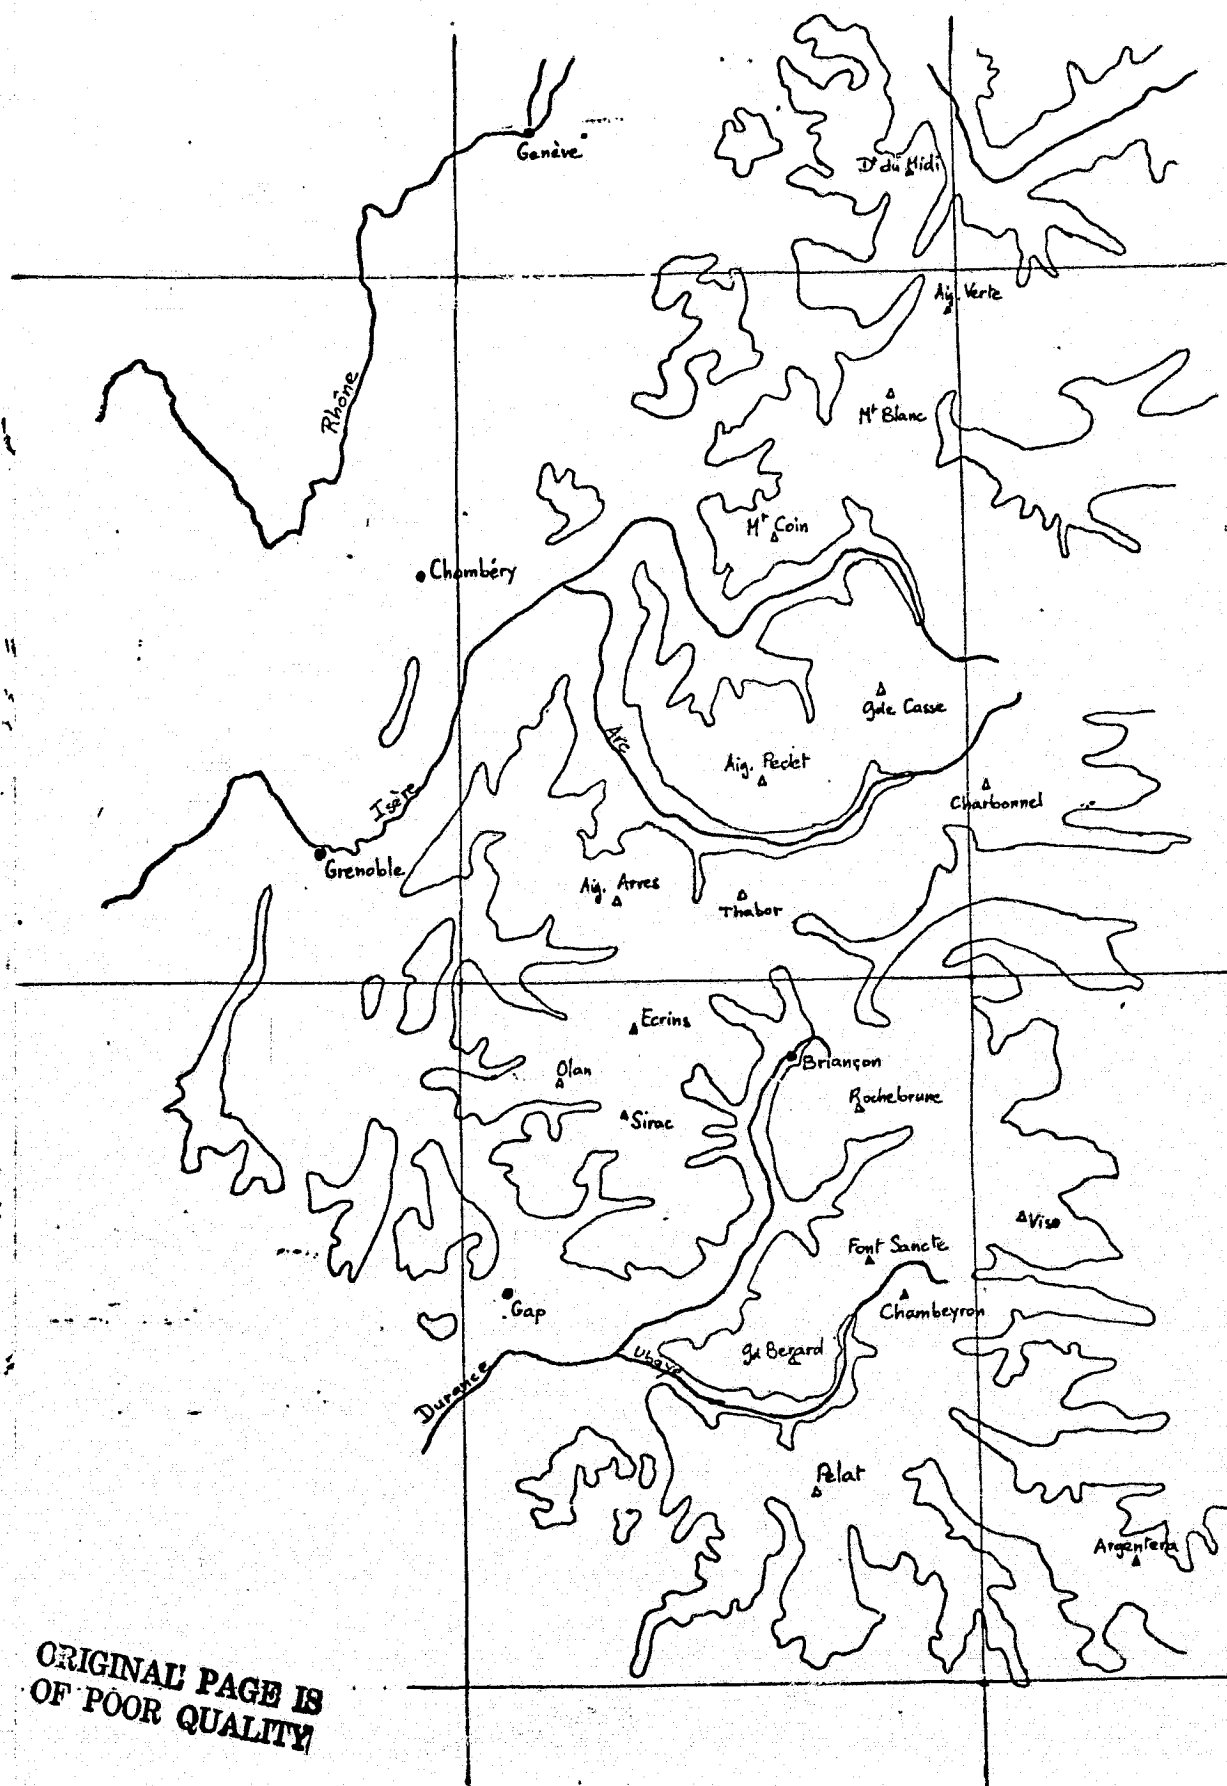 Genève
Dt du Midi
Aig. Verte
Rhône
Mt Blanc
Mt Coin
Chambéry
Gde Casse
Arc
Aig. Peclet
Isère
Charbonnel
Grenoble
Aig. Arves
Thabor
Ecrins
Briançon
Olan
Rochebrune
Sirac
Viso
Font Sancte
Gap
Chambeyron
Ubaye
gd Berard
Durance
Pelat
Argentera
ORIGINAL PAGE IS
OF POOR QUALITY